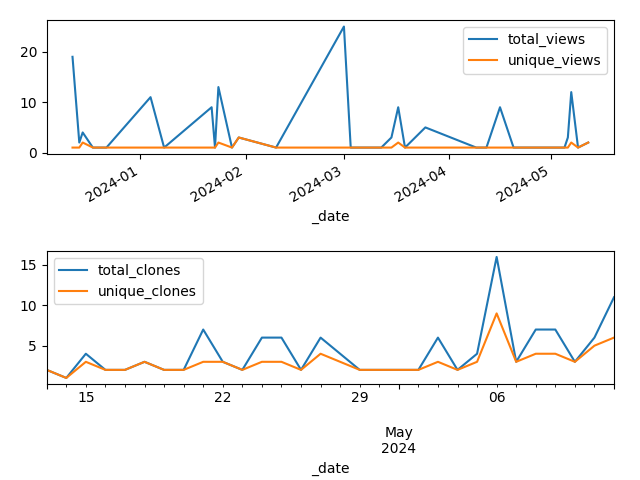 20
10
0
total_views
unique_views
2024-01
2024-02
2024-03
2024-04
2024-05
_date
15
10
5
total_clones
unique_clones
15
22
29
06
May
2024
_date